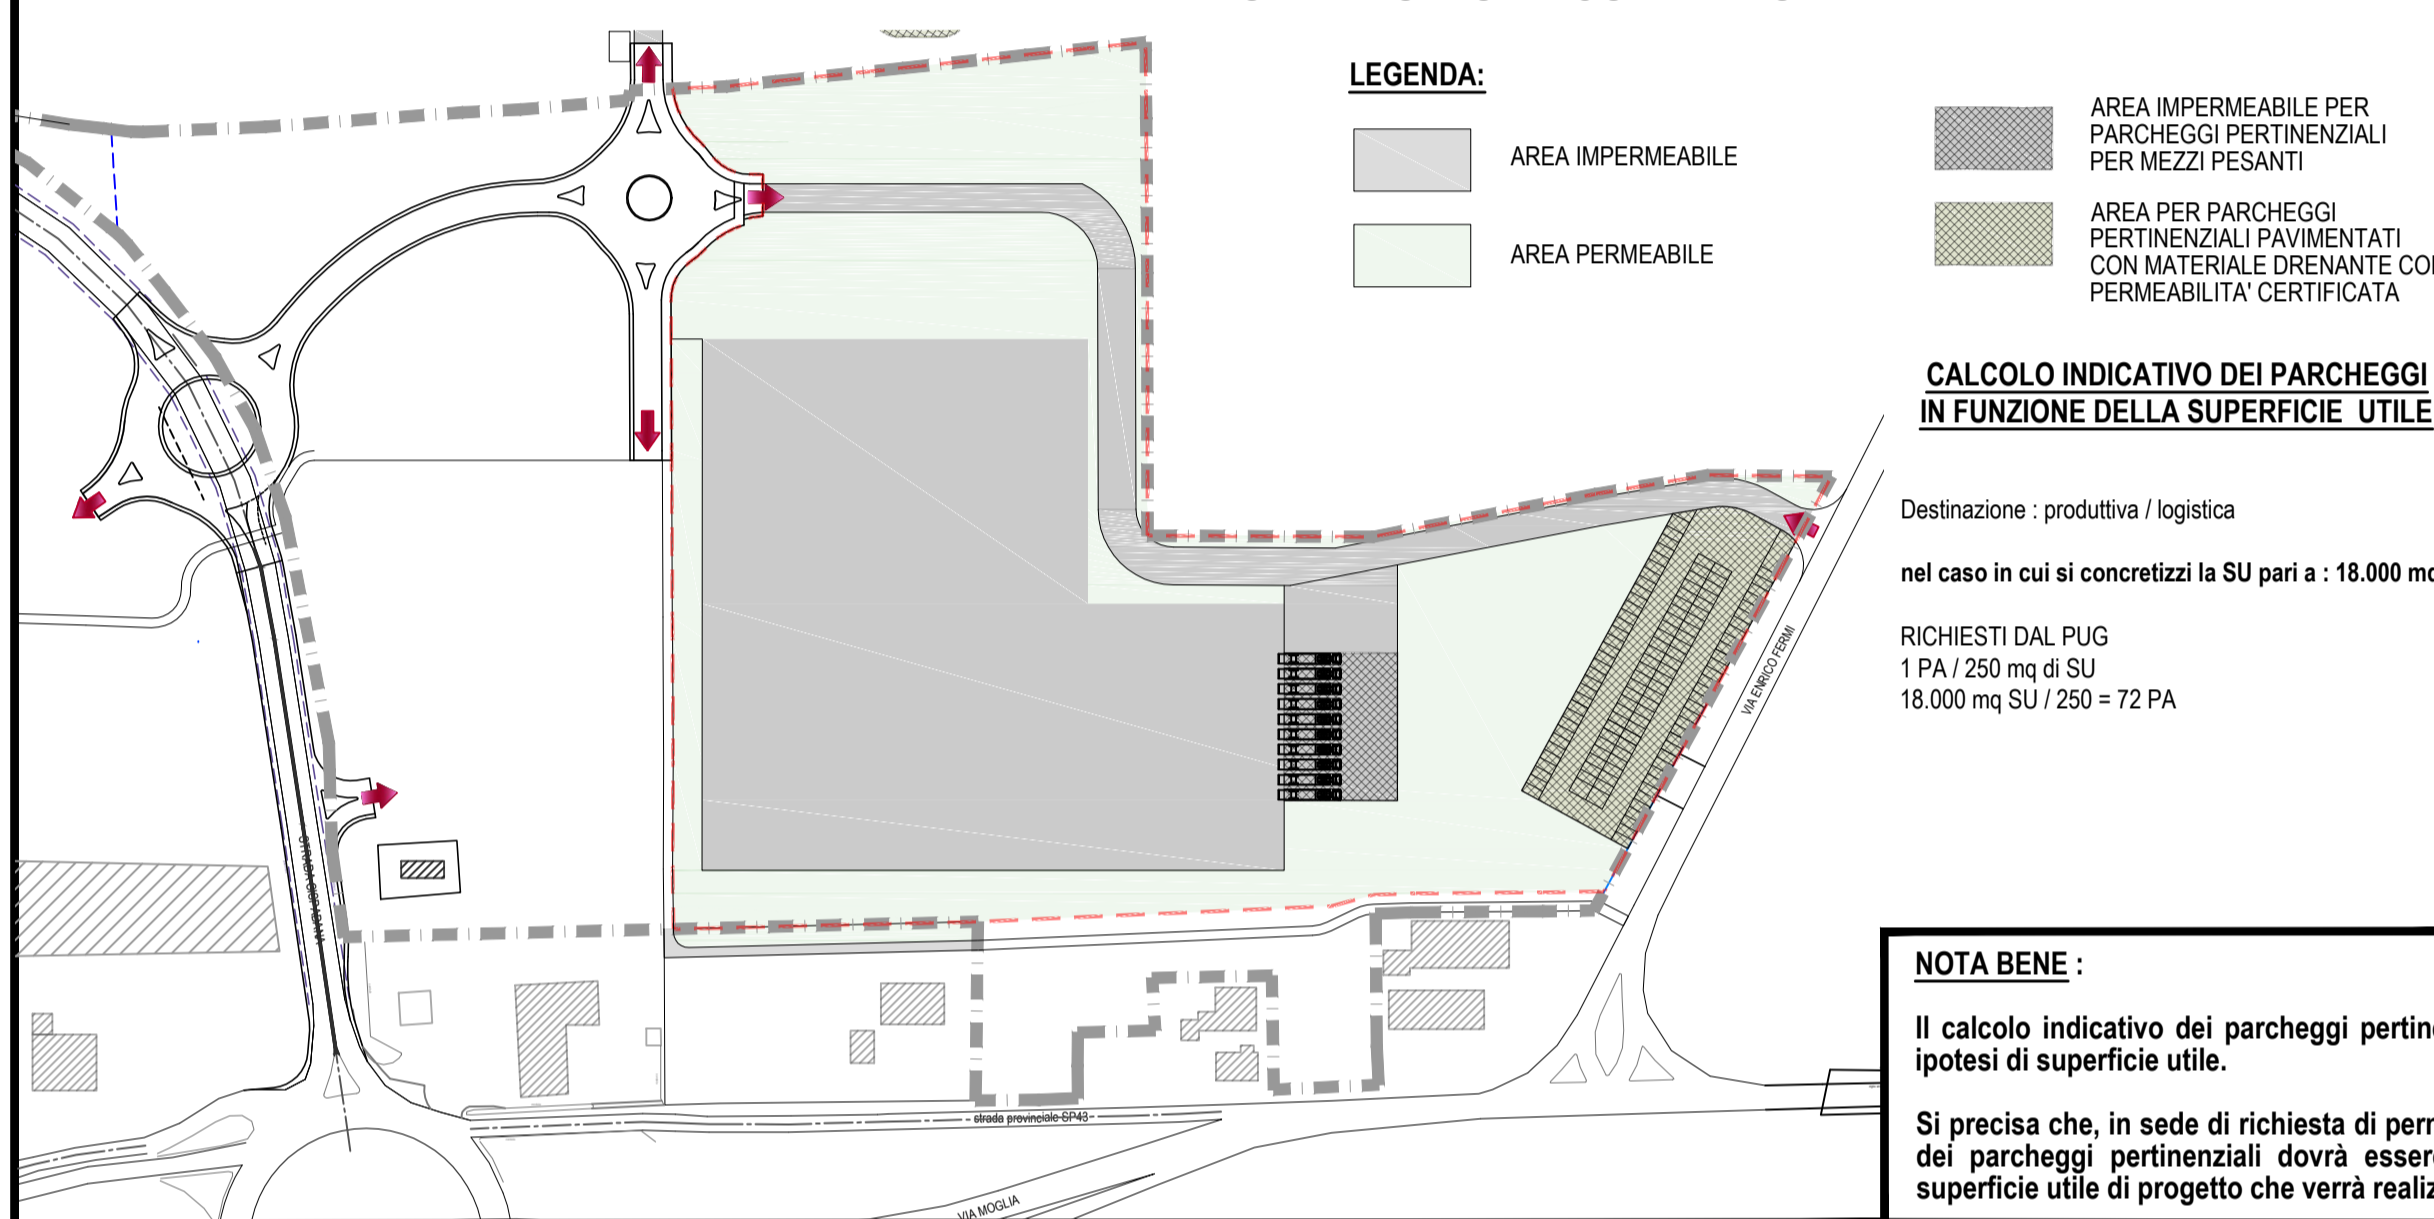 LEGENDA:
AREA IMPERMEABILE
AREA PERMEABILE
AREA IMPERMEABILE PER
PARCHEGGI PERTINENZIALI
PER MEZZI PESANTI
AREA PER PARCHEGGI
PERTINENZIALI PAVIMENTATI
CON MATERIALE DRENANTE CO
PERMEABILITA' CERTIFICATA
CALCOLO INDICATIVO DEI PARCHEGGI
IN FUNZIONE DELLA SUPERFICIE UTILE
Destinazione : produttiva / logistica
nel caso in cui si concretizzi la SU pari a : 18.000 mq
RICHIESTI DAL PUG
1 PA / 250 mq di SU
18.000 mq SU / 250 = 72 PA
VIA ENRICO FERMI
STRADA CISPADANA
strada provinciale SP43
VIA MOGLIA
NOTA BENE :
Il calcolo indicativo dei parcheggi pertin
ipotesi di superficie utile.
Si precisa che, in sede di richiesta di per
dei parcheggi pertinenziali dovrà esser
superficie utile di progetto che verrà realiz